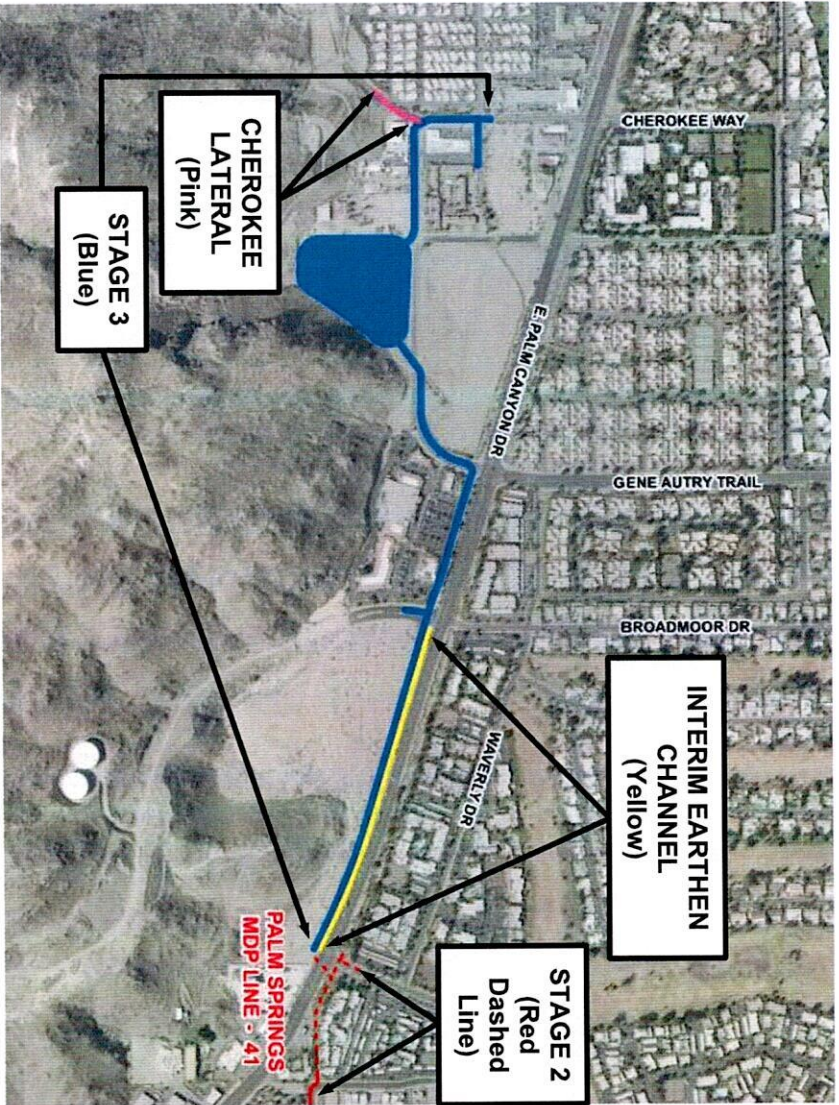 CHEROKEE WAY
E. PALM CANYON DR
GENE AUTRY TRAIL
BROADMOOR DR
WAVERLY DR
CHEROKEE
LATERAL
(Pink)
STAGE 3
(Blue)
INTERIM EARTHEN
CHANNEL
(Yellow)
STAGE 2
(Red
Dashed
Line)
PALM SPRINGS
MDP LINE - 41